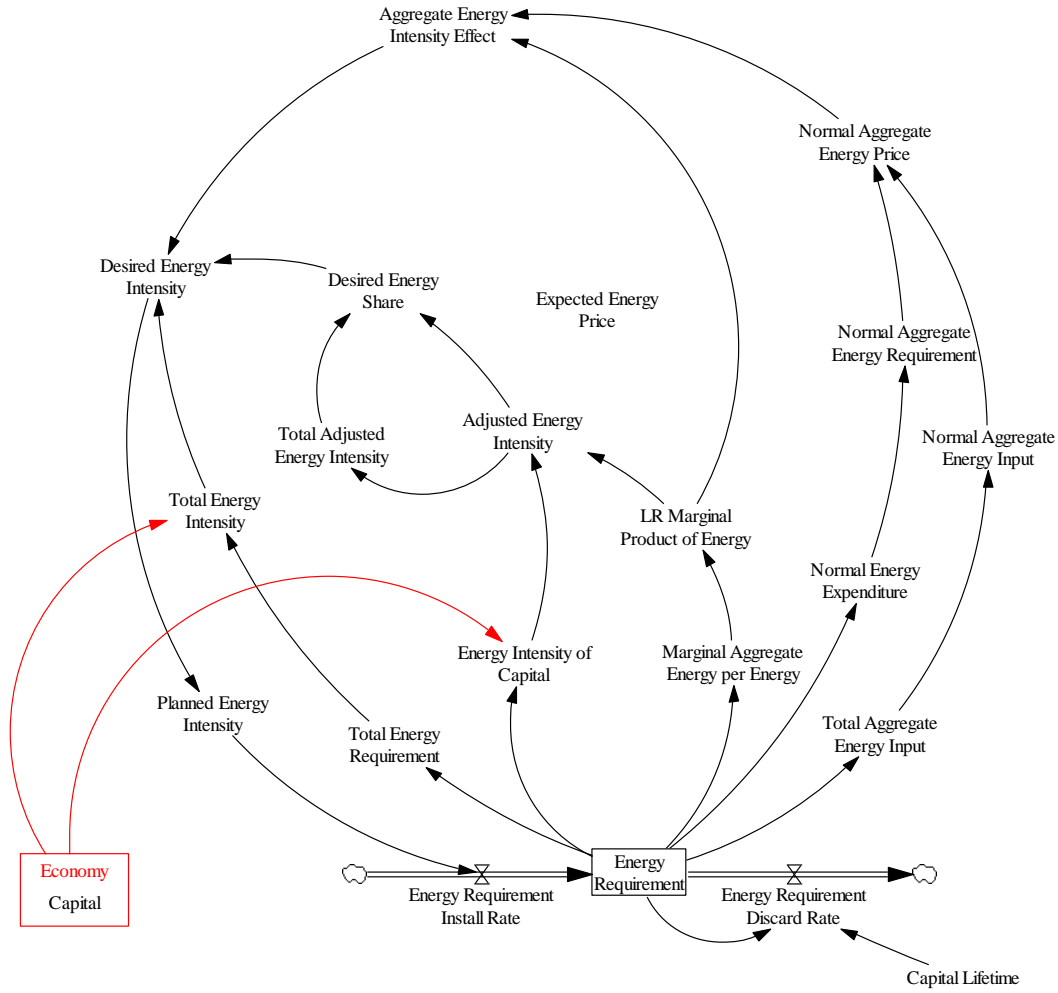 Aggregate Energy
Intensity Effect
Normal Aggregate
Energy Price
Desired Energy
Intensity
Desired Energy
Share
Expected Energy
Price
Normal Aggregate
Energy Requirement
Total Adjusted
Energy Intensity
Adjusted Energy
Intensity
Normal Aggregate
Energy Input
Total Energy
Intensity
LR Marginal
Product of Energy
Normal Energy
Expenditure
Energy Intensity of
Capital
Marginal Aggregate
Energy per Energy
Planned Energy
Intensity
Total Energy
Requirement
Total Aggregate
Energy Input
Economy
Capital
Energy
Requirement
Energy Requirement
Install Rate
Energy Requirement
Discard Rate
Capital Lifetime